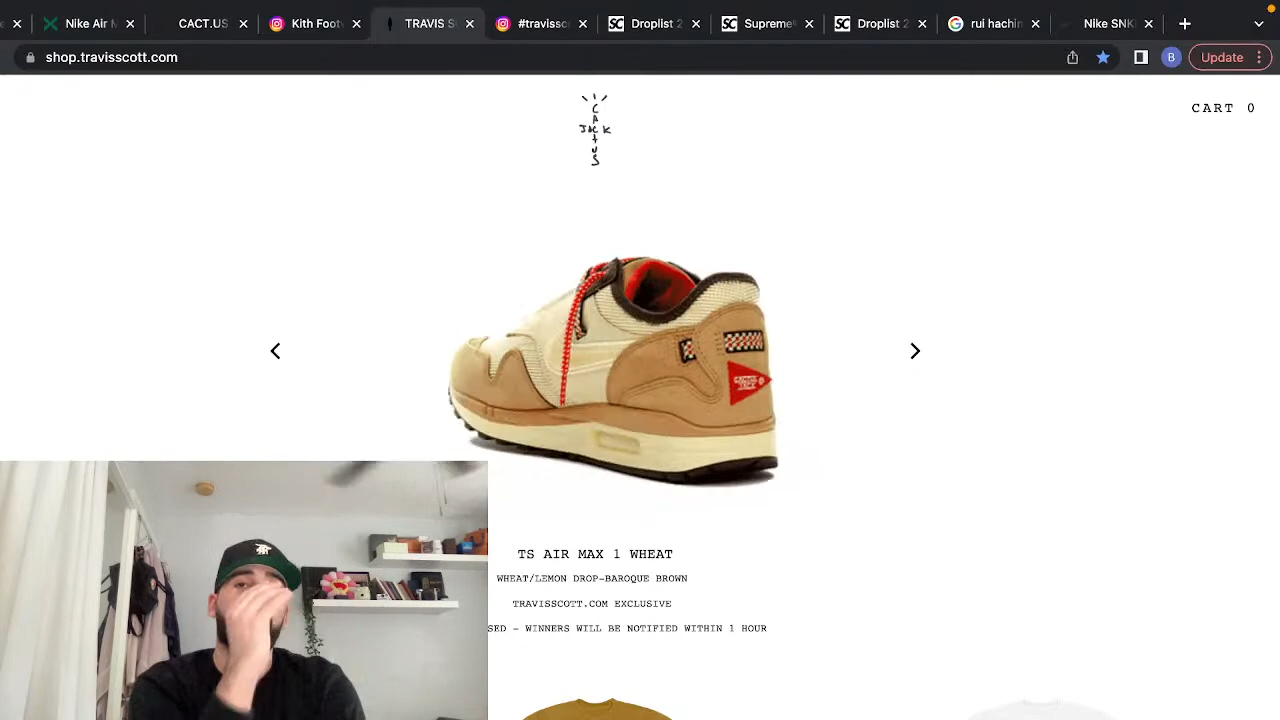 Nike Air M
CACT.US
Kith Foot
TRAVIS S
#travissc
Droplist 2
Supreme®
Droplist 2
rui hachin
Nike SNK
shop.travisscott.com
B
Update
CART 0
CACTUS
JACK
TS AIR MAX 1 WHEAT
WHEAT/LEMON DROP-BAROQUE BROWN
TRAVISSCOTT.COM EXCLUSIVE
SED - WINNERS WILL BE NOTIFIED WITHIN 1 HOUR